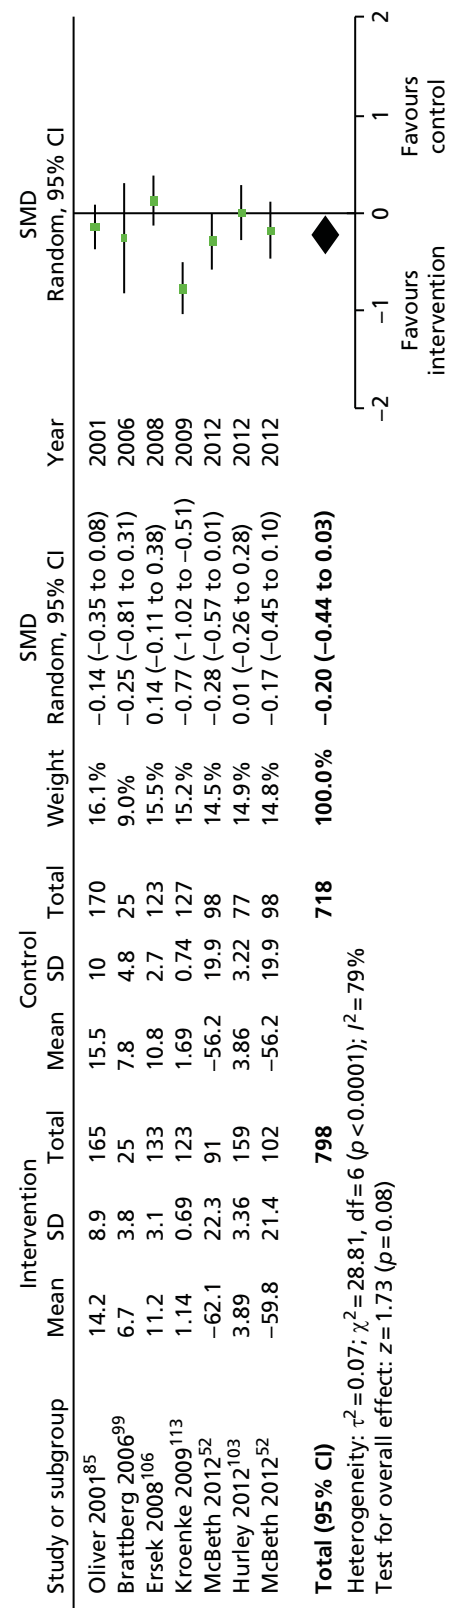 Intervention Control SMD SMD
Study or subgroup Mean SD Total Mean SD Total Weight Random, 95% CI Year Random, 95% CI
Oliver 2001⁸⁵ 14.2 8.9 165 15.5 10 170 16.1% −0.14 (−0.35 to 0.08) 2001
Brattberg 2006⁹⁹ 6.7 3.8 25 7.8 4.8 25 9.0% −0.25 (−0.81 to 0.31) 2006
Ersek 2008¹⁰⁶ 11.2 3.1 133 10.8 2.7 123 15.5% 0.14 (−0.11 to 0.38) 2008
Kroenke 2009¹¹³ 1.14 0.69 123 1.69 0.74 127 15.2% −0.77 (−1.02 to −0.51) 2009
McBeth 2012⁵² −62.1 22.3 91 −56.2 19.9 98 14.5% −0.28 (−0.57 to 0.01) 2012
Hurley 2012¹⁰³ 3.89 3.36 159 3.86 3.22 77 14.9% 0.01 (−0.26 to 0.28) 2012
McBeth 2012⁵² −59.8 21.4 102 −56.2 19.9 98 14.8% −0.17 (−0.45 to 0.10) 2012
Total (95% CI) 798 718 100.0% −0.20 (−0.44 to 0.03)
Heterogeneity: τ²=0.07; χ²=28.81, df=6 (p<0.0001); I²=79%
Test for overall effect: z=1.73 (p=0.08)
−2 −1 0 1 2
Favours Favours
intervention control